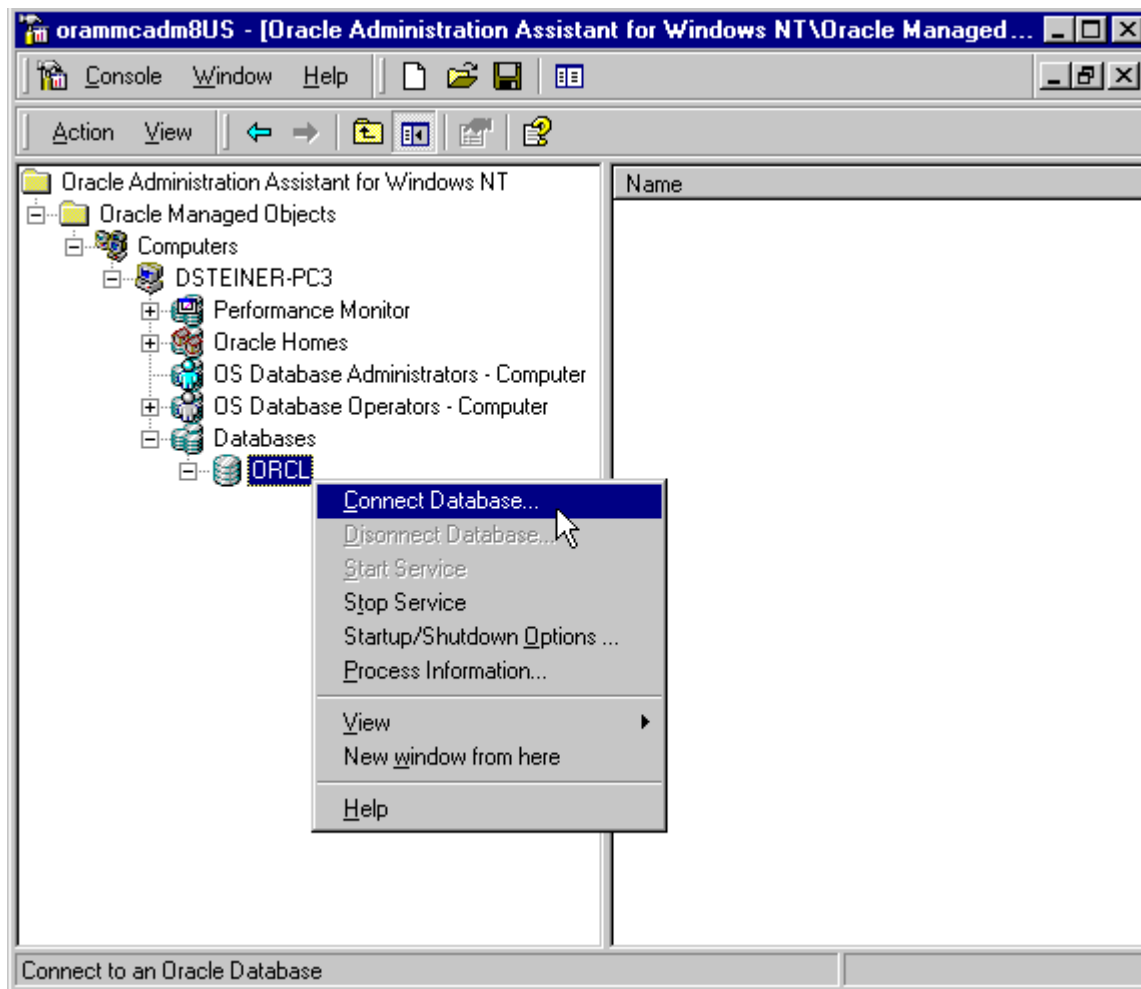 orammcadm8US - [Oracle Administration Assistant for Windows NT\Oracle Managed...
Console Window Help
Action View
Oracle Administration Assistant for Windows NT
Name
Oracle Managed Objects
Computers
DSTEINER-PC3
Performance Monitor
Oracle Homes
OS Database Administrators - Computer
OS Database Operators - Computer
Databases
ORCL
Connect Database...
Disonnect Database...
Start Service
Stop Service
Startup/Shutdown Options ...
Process Information...
View
New window from here
Help
Connect to an Oracle Database